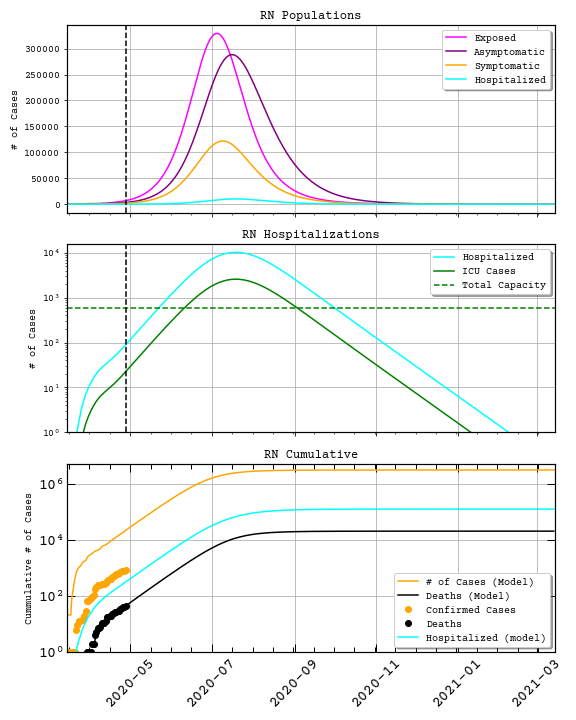 RN Populations
# of Cases
300000
250000
200000
150000
100000
50000
0
Exposed
Asymptomatic
Symptomatic
Hospitalized
RN Hospitalizations
# of Cases
10⁴
10³
10²
10¹
10⁰
Hospitalized
ICU Cases
Total Capacity
RN Cumulative
Cummulative # of Cases
10⁶
10⁴
10²
10⁰
# of Cases (Model)
Deaths (Model)
Confirmed Cases
Deaths
Hospitalized (model)
2020-05
2020-07
2020-09
2020-11
2021-01
2021-03